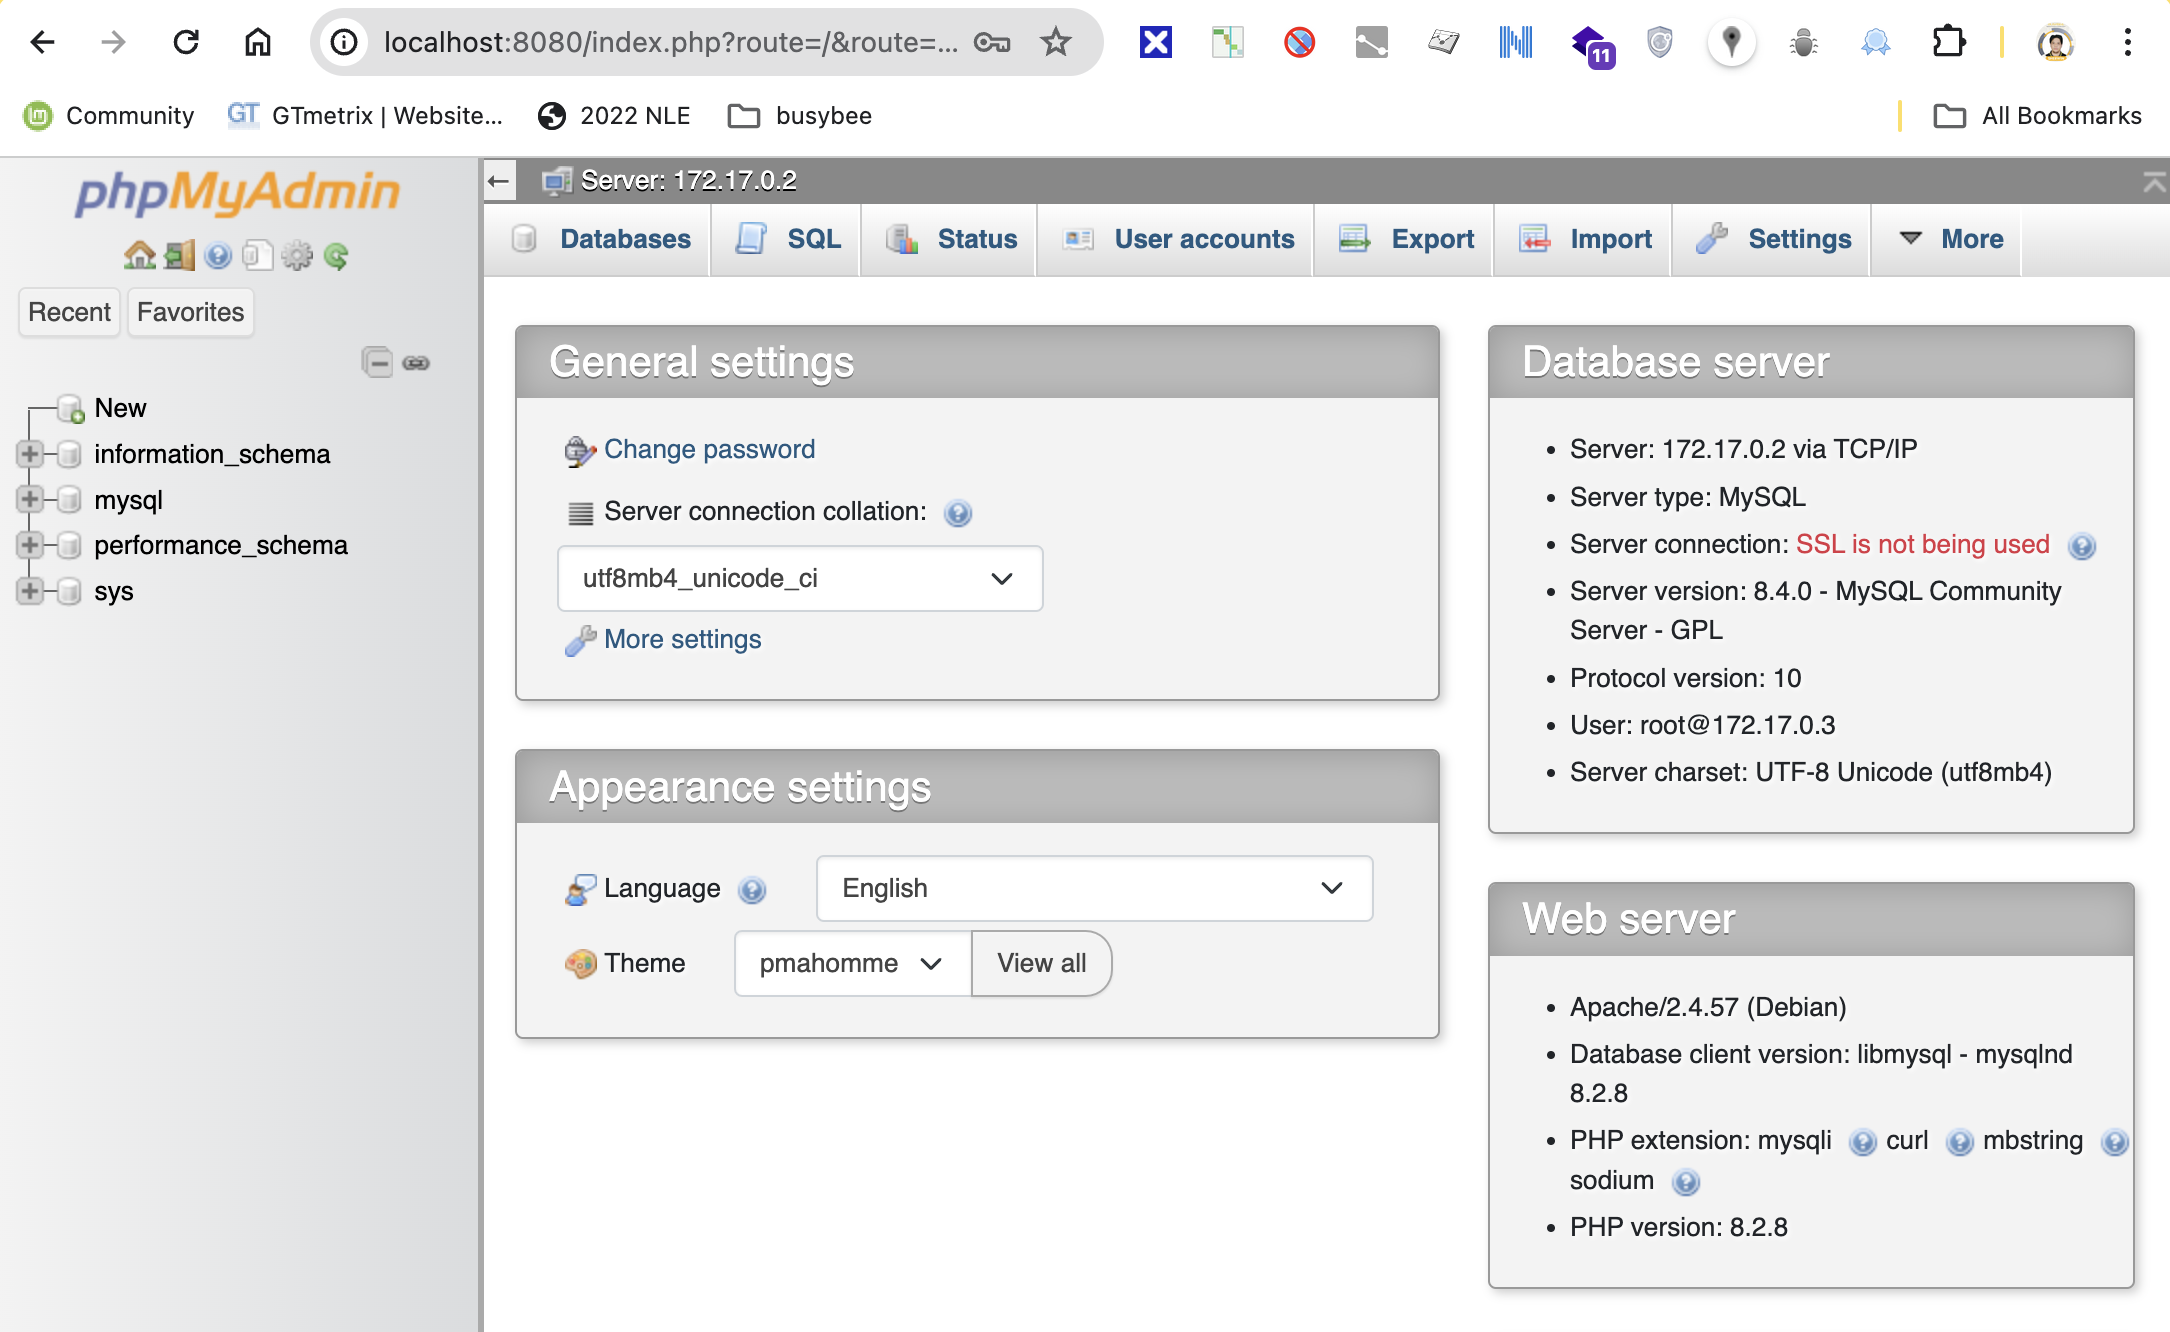 localhost:8080/index.php?route=/&route=...
11
Community
GT GTmetrix | Website...
2022 NLE
busybee
All Bookmarks
phpMyAdmin
Recent
Favorites
New
information_schema
mysql
performance_schema
sys
Server: 172.17.0.2
Databases
SQL
Status
User accounts
Export
Import
Settings
More
General settings
Change password
Server connection collation:
utf8mb4_unicode_ci
More settings
Appearance settings
Language
English
Theme
pmahomme
View all
Database server
Server: 172.17.0.2 via TCP/IP
Server type: MySQL
Server connection: SSL is not being used
Server version: 8.4.0 - MySQL Community
Server - GPL
Protocol version: 10
User: root@172.17.0.3
Server charset: UTF-8 Unicode (utf8mb4)
Web server
Apache/2.4.57 (Debian)
Database client version: libmysql - mysqlnd
8.2.8
PHP extension: mysqli curl mbstring
sodium
PHP version: 8.2.8